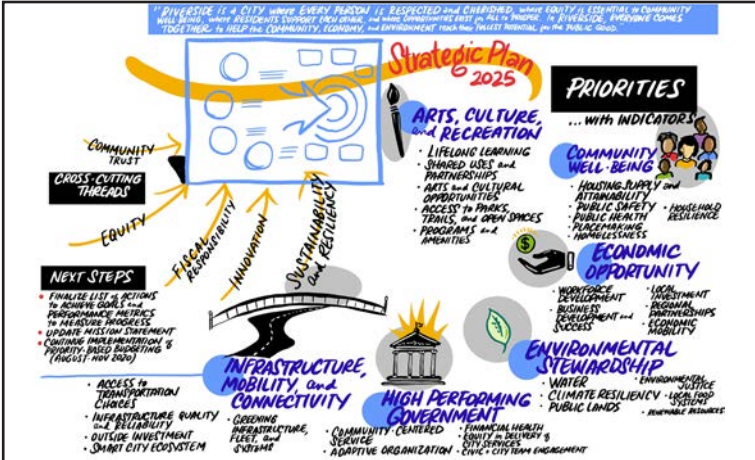 "RIVERSIDE is a CITY where EVERY PERSON is RESPECTED and CHERISHED, where EQUITY is ESSENTIAL to COMMUNITY
WELL-BEING, where RESIDENTS SUPPORT EACH OTHER, and where OPPORTUNITIES EXIST for ALL to PROSPER. In RIVERSIDE, EVERYONE COMES
TOGETHER to HELP the COMMUNITY, ECONOMY, and ENVIRONMENT reach their FULLEST POTENTIAL for the PUBLIC GOOD."
Strategic Plan
2025
PRIORITIES
...with INDICATORS
ARTS, CULTURE,
and RECREATION
• LIFELONG LEARNING
• SHARED USES and
PARTNERSHIPS
• ARTS and CULTURAL
OPPORTUNITIES
• ACCESS to PARKS,
TRAILS, and OPEN SPACES
• PROGRAMS and
AMENITIES
COMMUNITY
WELL-BEING
• HOUSING SUPPLY and
ATTAINABILITY
• PUBLIC SAFETY
• PUBLIC HEALTH
• PLACEMAKING
• HOMELESSNESS
• HOUSEHOLD
RESILIENCE
COMMUNITY
TRUST
CROSS-CUTTING
THREADS
EQUITY
FISCAL
RESPONSIBILITY
INNOVATION
SUSTAINABILITY
and RESILIENCY
$
ECONOMIC
OPPORTUNITY
• WORKFORCE
DEVELOPMENT
• BUSINESS
DEVELOPMENT and
SUCCESS
• LOCAL
INVESTMENT
• REGIONAL
PARTNERSHIPS
• ECONOMIC
MOBILITY
NEXT STEPS
• FINALIZE LIST of ACTIONS
to ACHIEVE GOALS and
PERFORMANCE METRICS
to MEASURE PROGRESS
• UPDATE MISSION STATEMENT
• CONTINUE IMPLEMENTATION of
PRIORITY-BASED BUDGETING
(AUGUST-NOV 2020)
ENVIRONMENTAL
STEWARDSHIP
• WATER
• CLIMATE RESILIENCY
• PUBLIC LANDS
• ENVIRONMENTAL
JUSTICE
• LOCAL FOOD
SYSTEMS
• RENEWABLE RESOURCES
INFRASTRUCTURE,
MOBILITY, and
CONNECTIVITY
• ACCESS to
TRANSPORTATION
CHOICES
• INFRASTRUCTURE QUALITY
and RELIABILITY
• OUTSIDE INVESTMENT
• SMART CITY ECOSYSTEM
• GREENING
INFRASTRUCTURE,
FLEET, and
SYSTEMS
HIGH PERFORMING
GOVERNMENT
• COMMUNITY-CENTERED
SERVICE
• ADAPTIVE ORGANIZATION
• FINANCIAL HEALTH
• EQUITY in DELIVERY of
CITY SERVICES
• CIVIC + CITY TEAM ENGAGEMENT